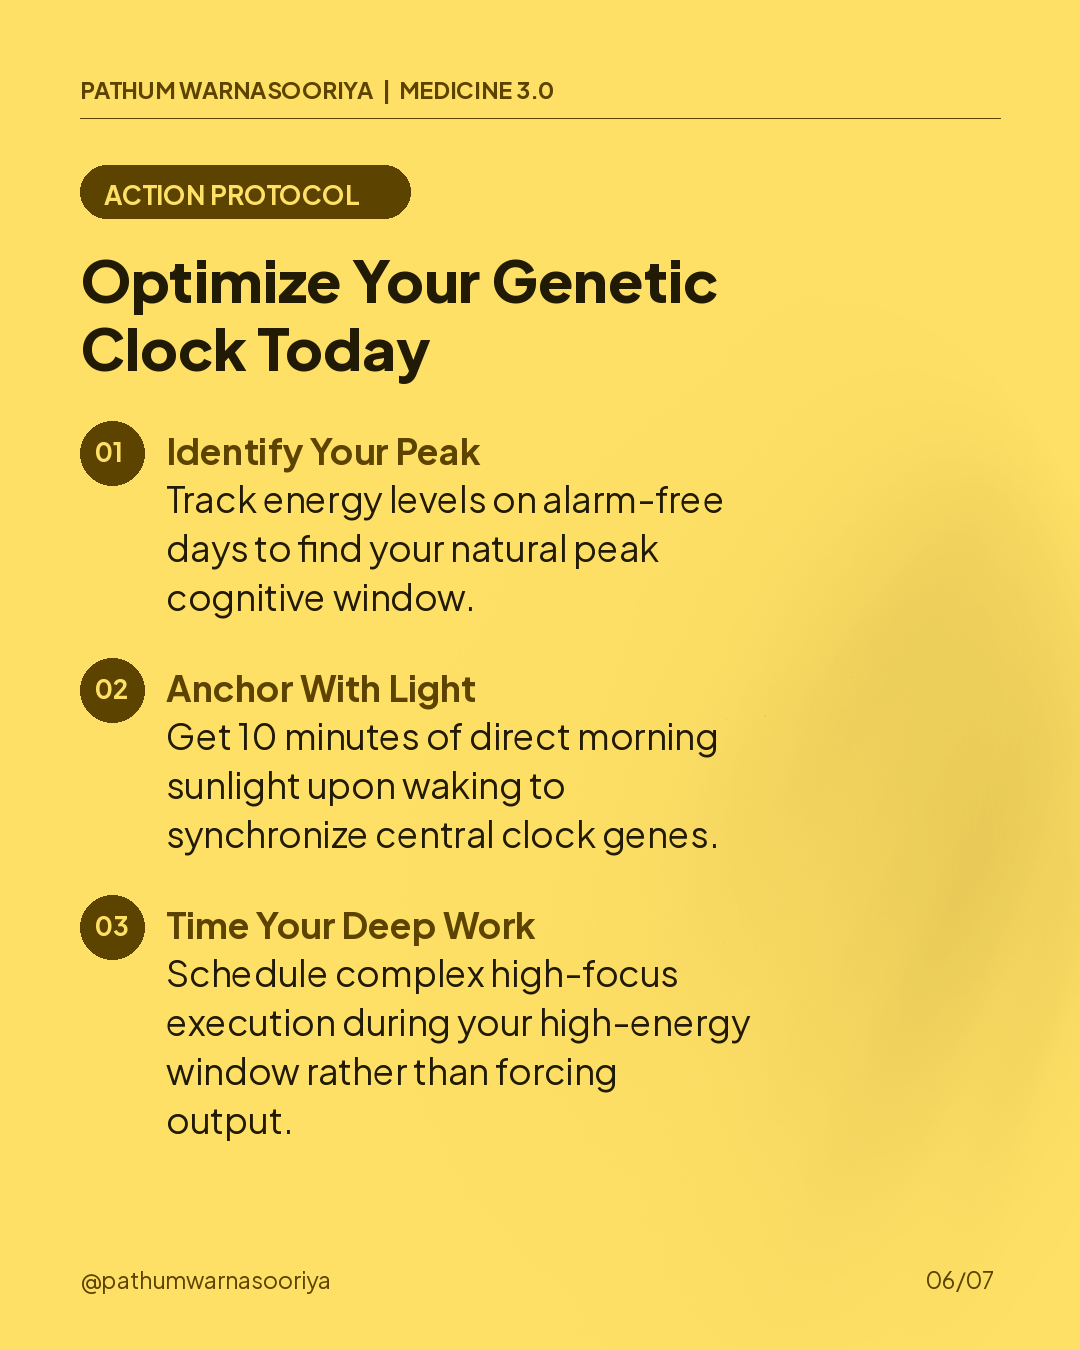 PATHUM WARNASOORIYA | MEDICINE 3.0
ACTION PROTOCOL
Optimize Your Genetic
Clock Today
01
Identify Your Peak
Track energy levels on alarm-free
days to find your natural peak
cognitive window.
02
Anchor With Light
Get 10 minutes of direct morning
sunlight upon waking to
synchronize central clock genes.
03
Time Your Deep Work
Schedule complex high-focus
execution during your high-energy
window rather than forcing
output.
@pathumwarnasooriya
06/07